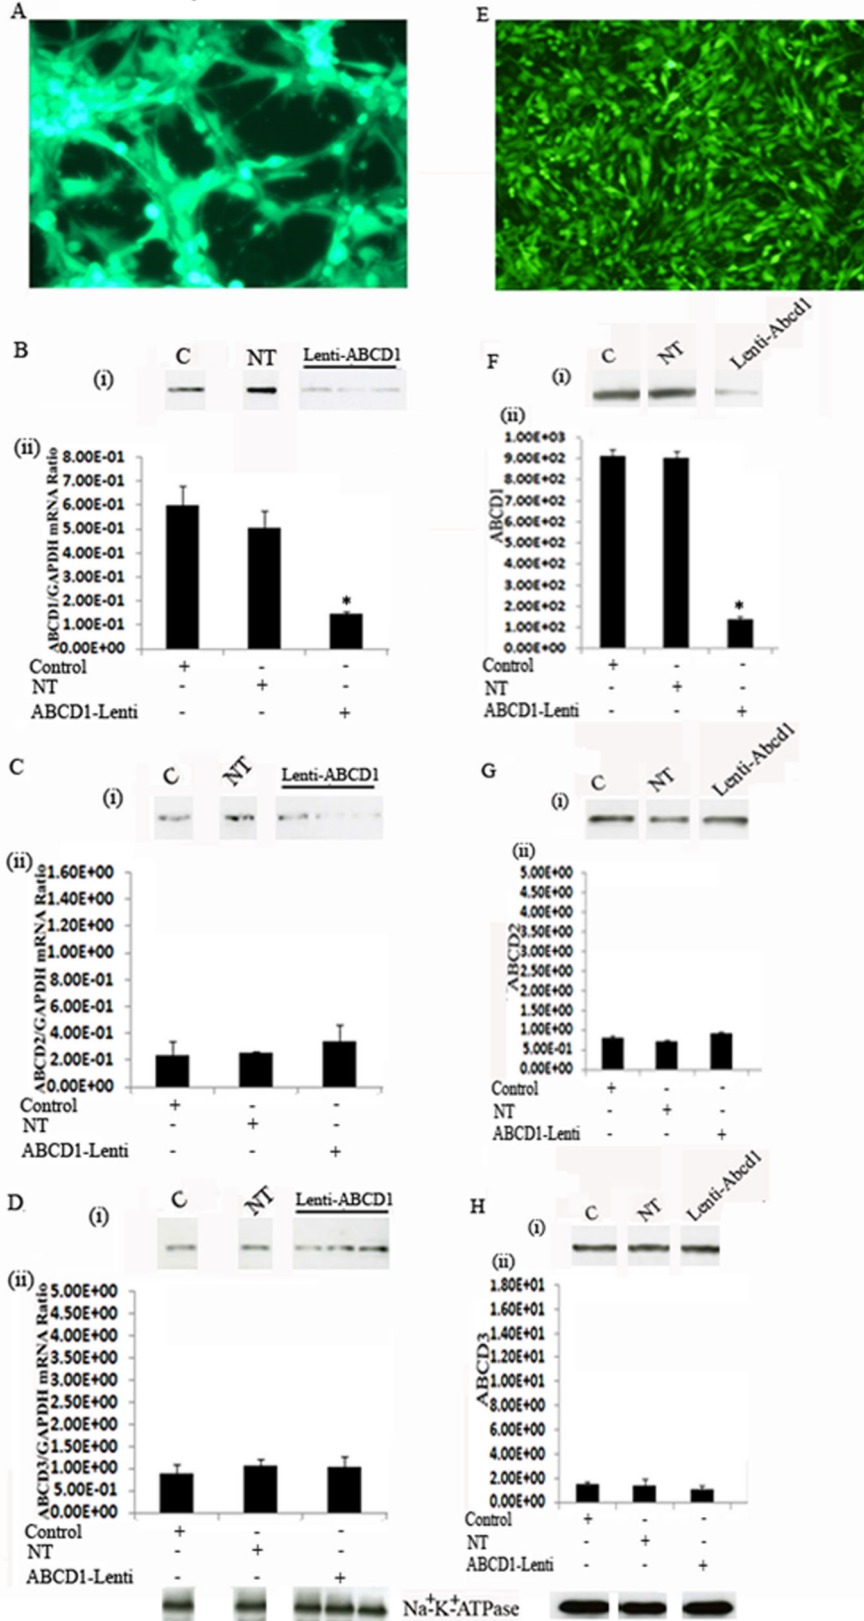 A
E
B
(i)
C NT Lenti-ABCD1
(ii)
ABCD1/GAPDH mRNA Ratio
8.00E-01
7.00E-01
6.00E-01
5.00E-01
4.00E-01
3.00E-01
2.00E-01
1.00E-01
0.00E+00
Control + - -
NT - + -
ABCD1-Lenti - - +
*
F
(i)
C NT Lenti-Abcd1
(ii)
ABCD1
1.00E+03
9.00E+02
8.00E+02
7.00E+02
6.00E+02
5.00E+02
4.00E+02
3.00E+02
2.00E+02
1.00E+02
0.00E+00
*
Control + - -
NT - + -
ABCD1-Lenti - - +
C
(i)
C NT Lenti-ABCD1
(ii)
ABCD2/GAPDH mRNA Ratio
1.60E+00
1.40E+00
1.20E+00
1.00E+00
8.00E-01
6.00E-01
4.00E-01
2.00E-01
0.00E+00
Control + - -
NT - + -
ABCD1-Lenti - - +
G
(i)
C NT Lenti-Abcd1
(ii)
ABCD2
5.00E+00
4.50E+00
4.00E+00
3.50E+00
3.00E+00
2.50E+00
2.00E+00
1.50E+00
1.00E+00
5.00E-01
0.00E+00
Control + - -
NT - + -
ABCD1-Lenti - - +
D
(i)
C NT Lenti-ABCD1
(ii)
ABCD3/GAPDH mRNA Ratio
5.00E+00
4.50E+00
4.00E+00
3.50E+00
3.00E+00
2.50E+00
2.00E+00
1.50E+00
1.00E+00
5.00E-01
0.00E+00
Control + - -
NT - + -
ABCD1-Lenti - - +
H
(i)
C NT Lenti-Abcd1
(ii)
ABCD3
1.80E+01
1.60E+01
1.40E+01
1.20E+01
1.00E+01
8.00E+00
6.00E+00
4.00E+00
2.00E+00
0.00E+00
Control + - -
NT - + -
ABCD1-Lenti - - +
Na⁺K⁺-ATPase